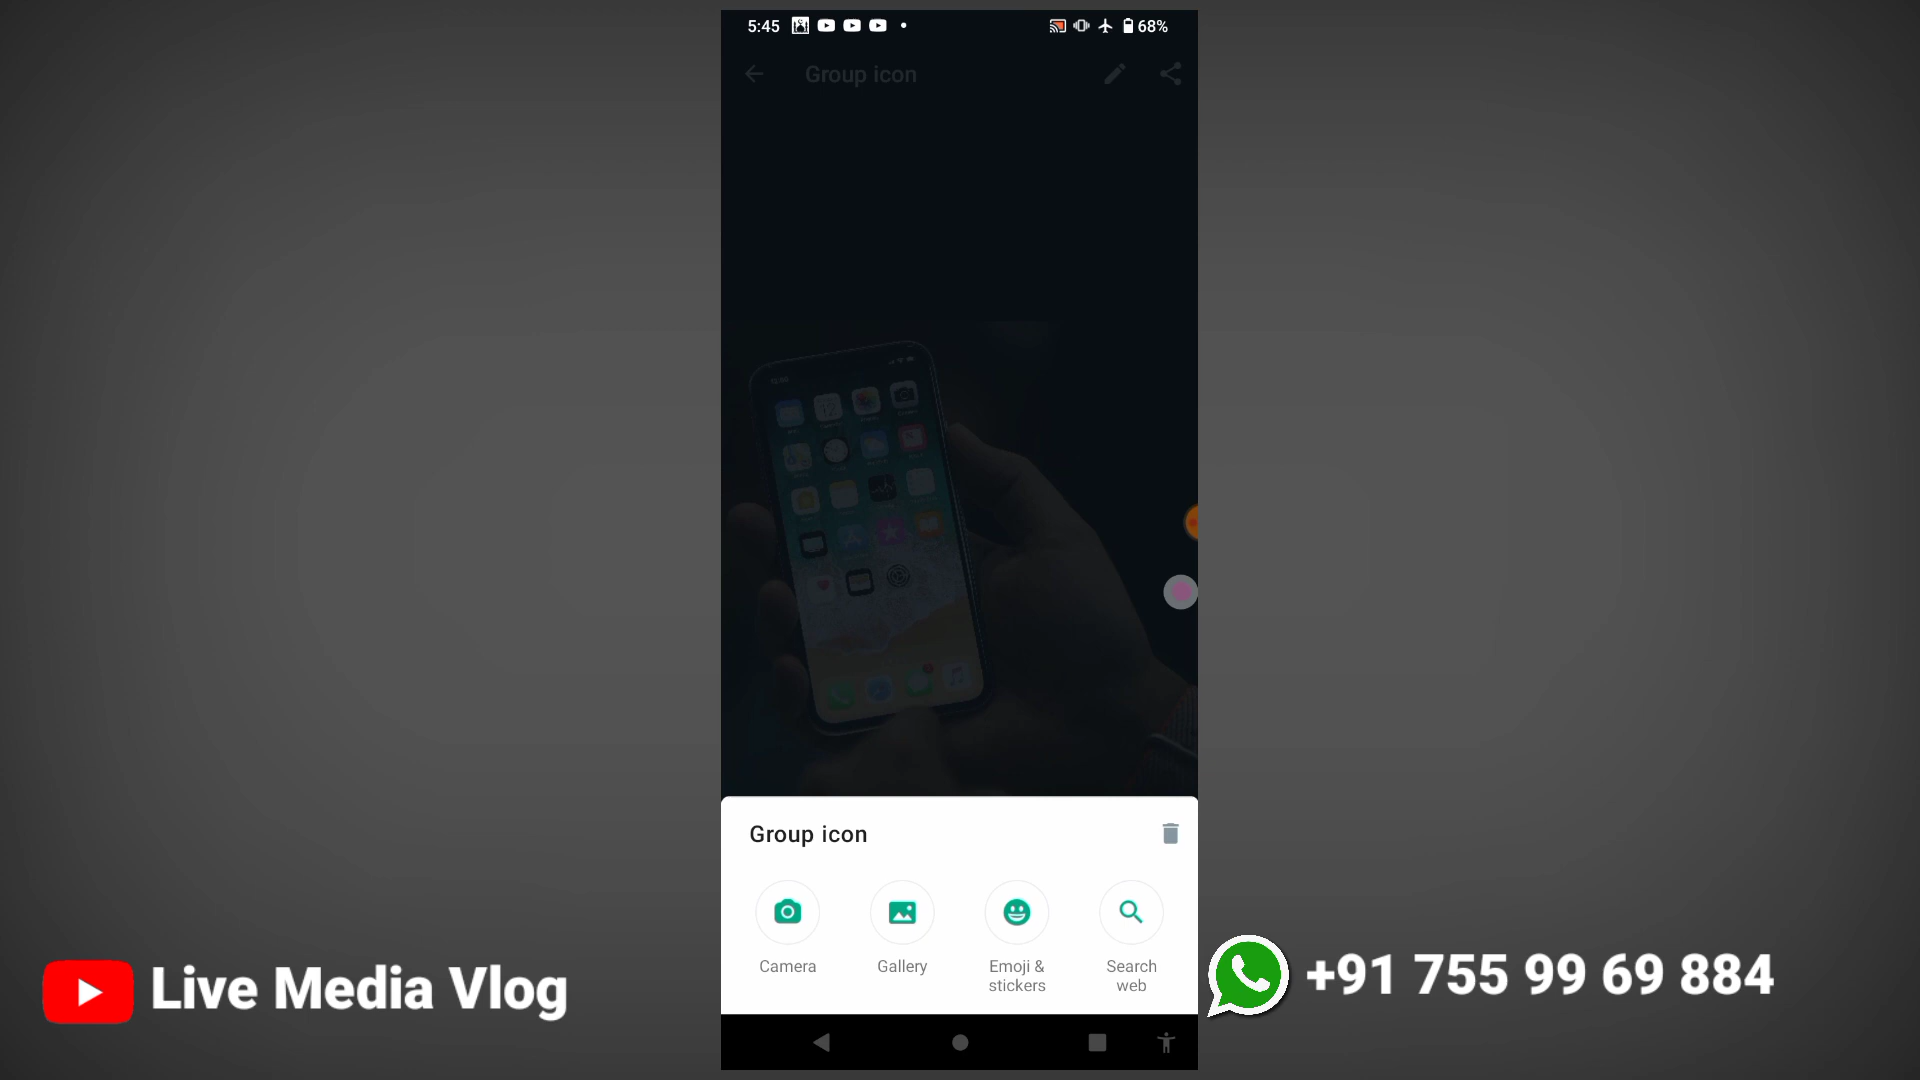 5:45
68%
Group icon
Group icon
Camera
Gallery
Emoji &
stickers
Search
web
Live Media Vlog
+91 755 99 69 884